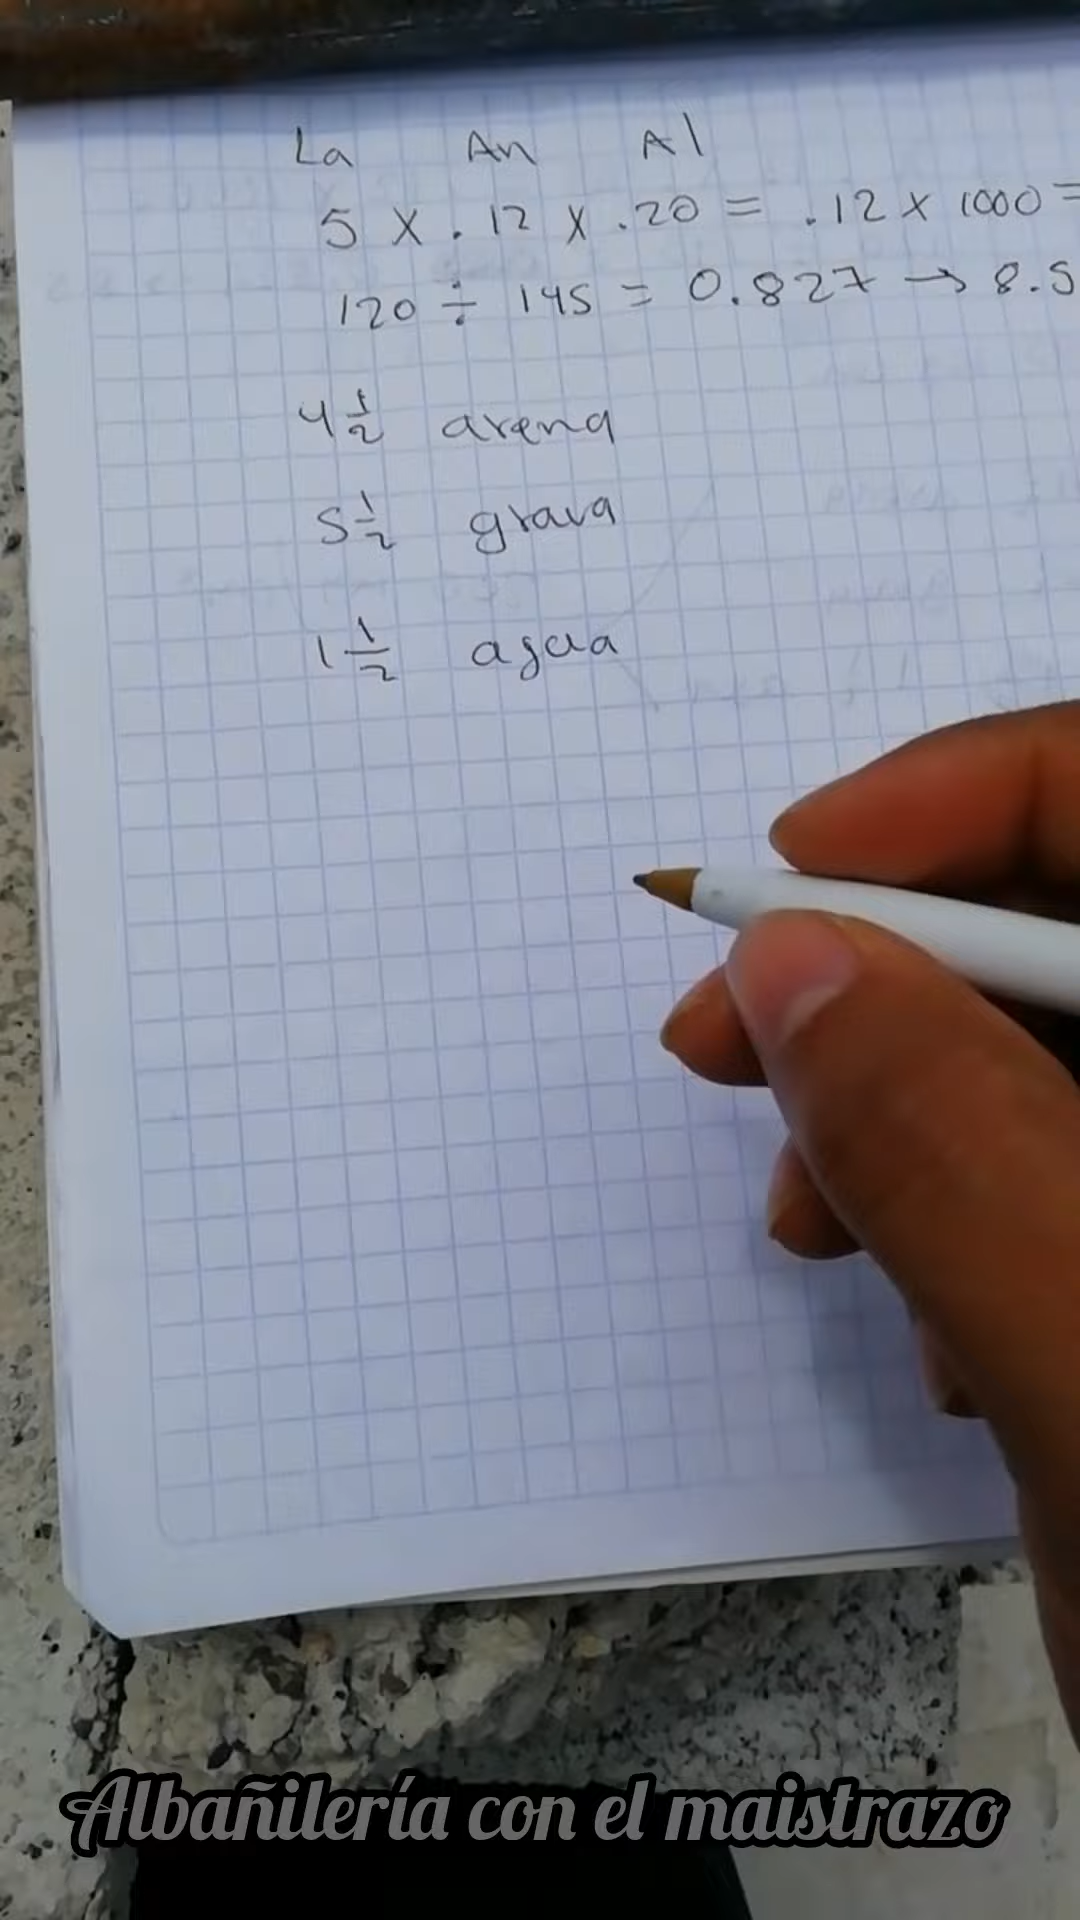 La An Al
5 x .12 x .20 = .12 x 1000 =
120 ÷ 145 = 0.827 → 8.5
4 1/2 arena
5 1/2 grava
1 1/2 agua
Albañilería con el maistrazo